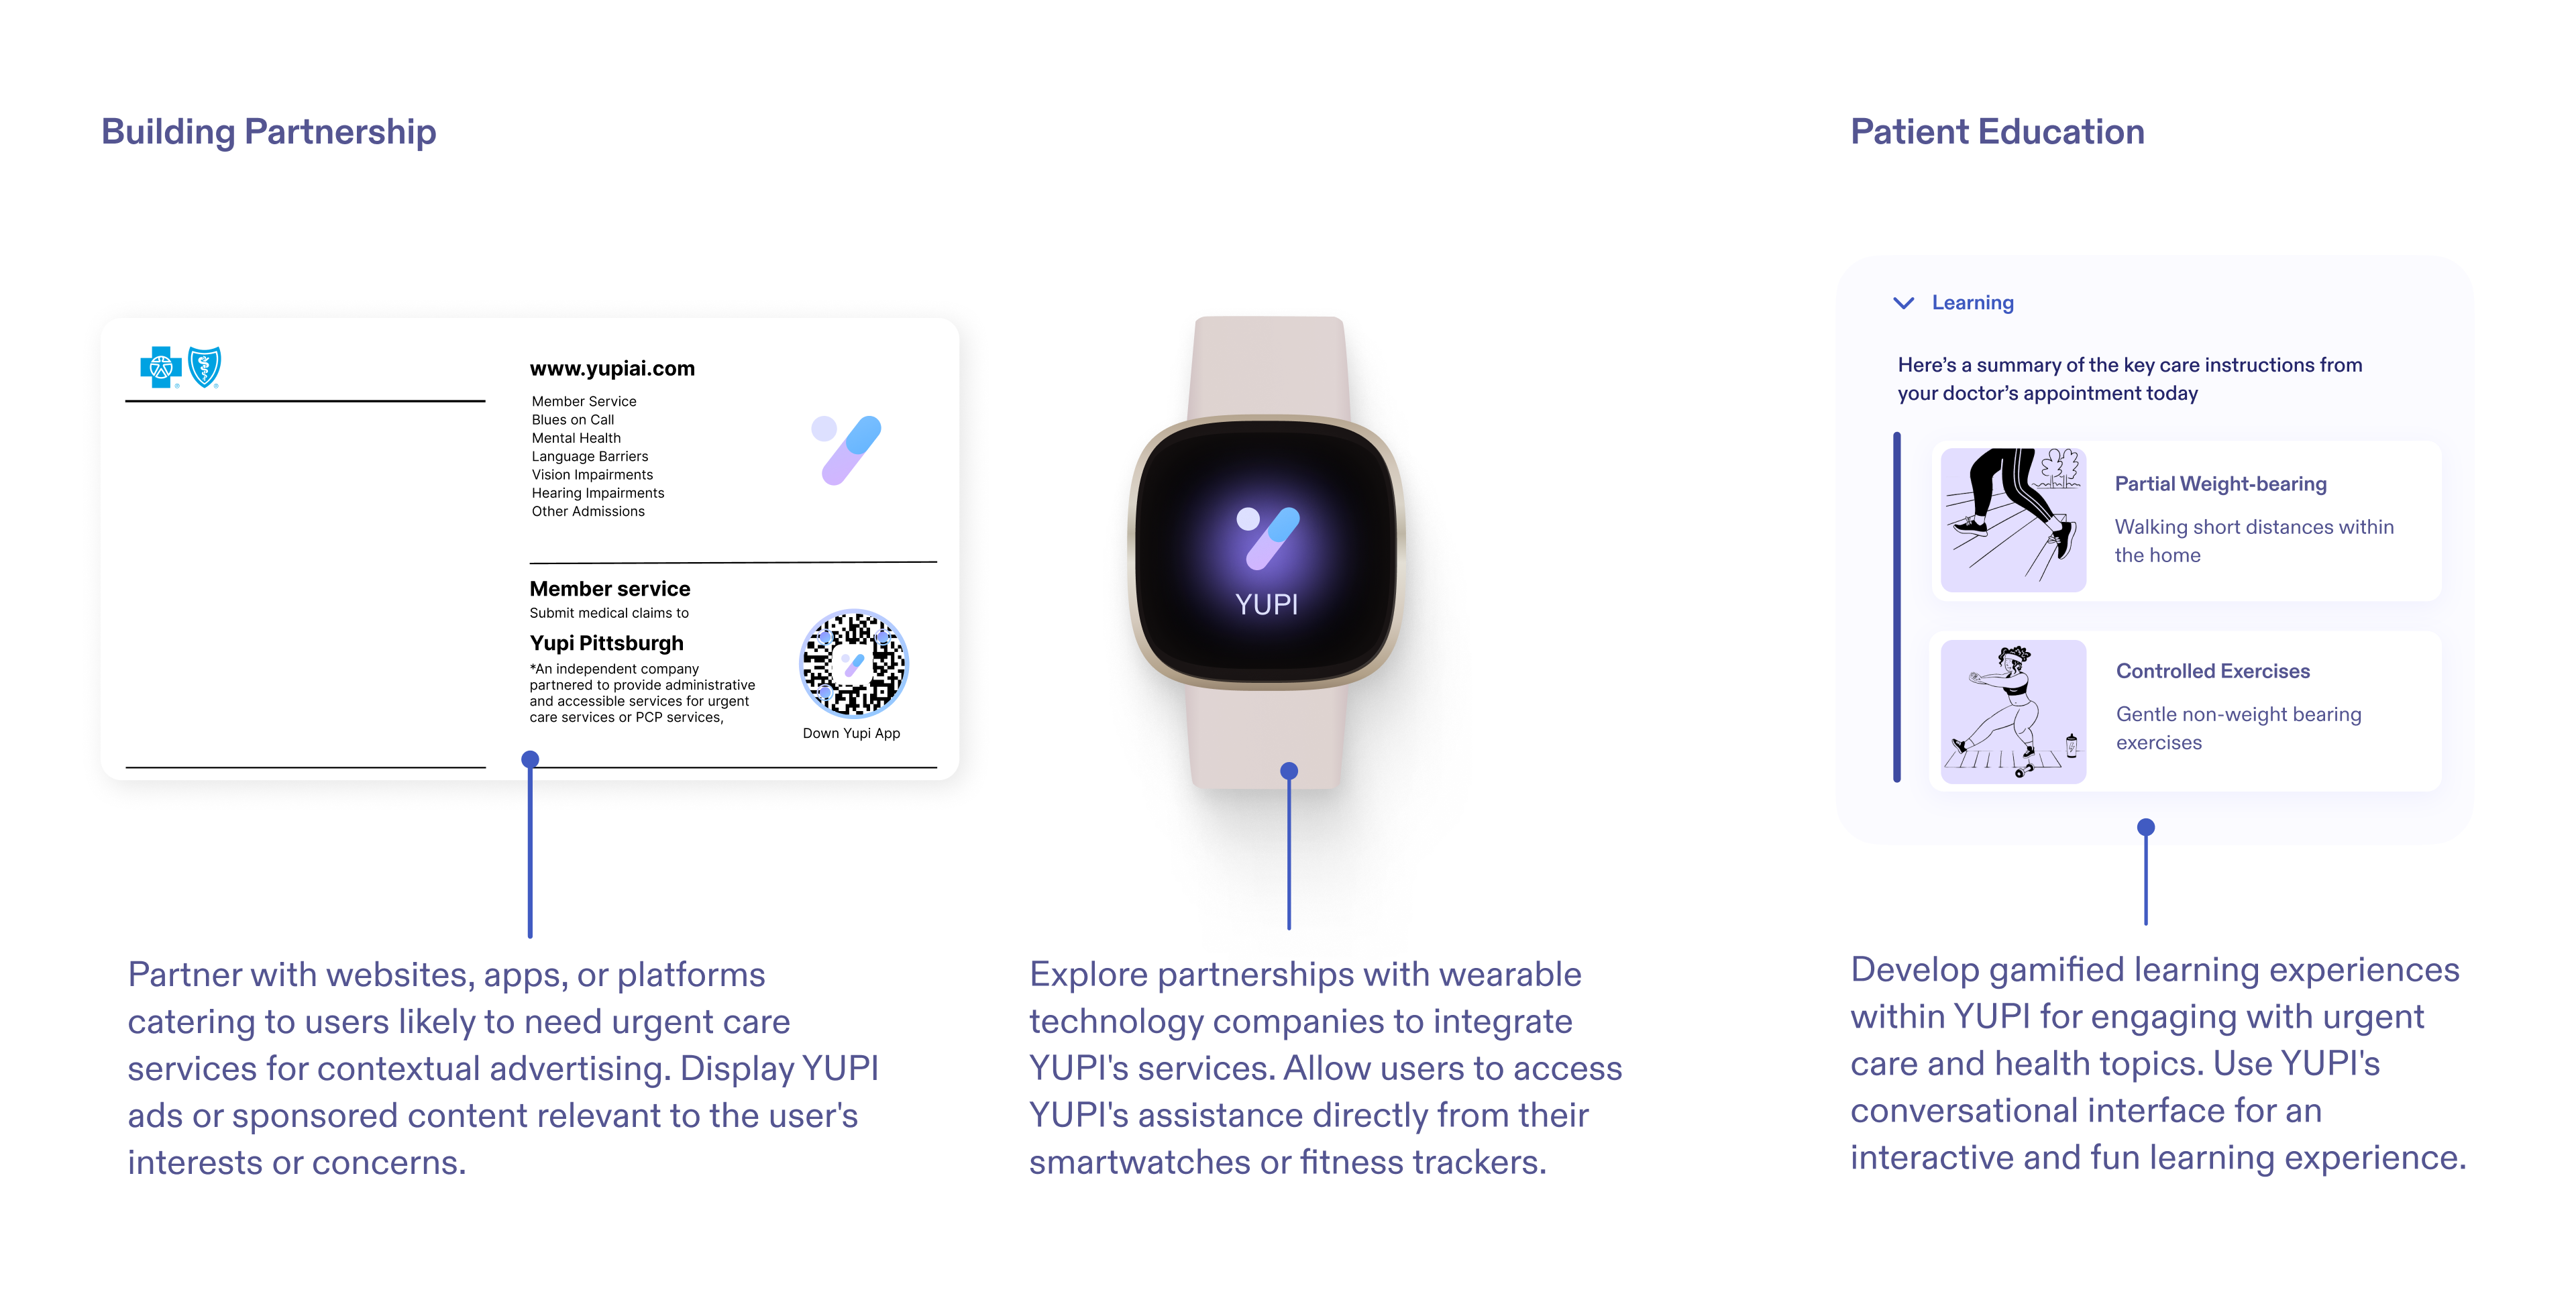 Building Partnership
www.yupiai.com
Member Service
Blues on Call
Mental Health
Language Barriers
Vision Impairments
Hearing Impairments
Other Admissions
Member service
Submit medical claims to
Yupi Pittsburgh
*An independent company
partnered to provide administrative
and accessible services for urgent
care services or PCP services,
Down Yupi App
Partner with websites, apps, or platforms
catering to users likely to need urgent care
services for contextual advertising. Display YUPI
ads or sponsored content relevant to the user's
interests or concerns.
YUPI
Explore partnerships with wearable
technology companies to integrate
YUPI's services. Allow users to access
YUPI's assistance directly from their
smartwatches or fitness trackers.
Patient Education
Learning
Here’s a summary of the key care instructions from
your doctor’s appointment today
Partial Weight-bearing
Walking short distances within
the home
Controlled Exercises
Gentle non-weight bearing
exercises
Develop gamified learning experiences
within YUPI for engaging with urgent
care and health topics. Use YUPI's
conversational interface for an
interactive and fun learning experience.